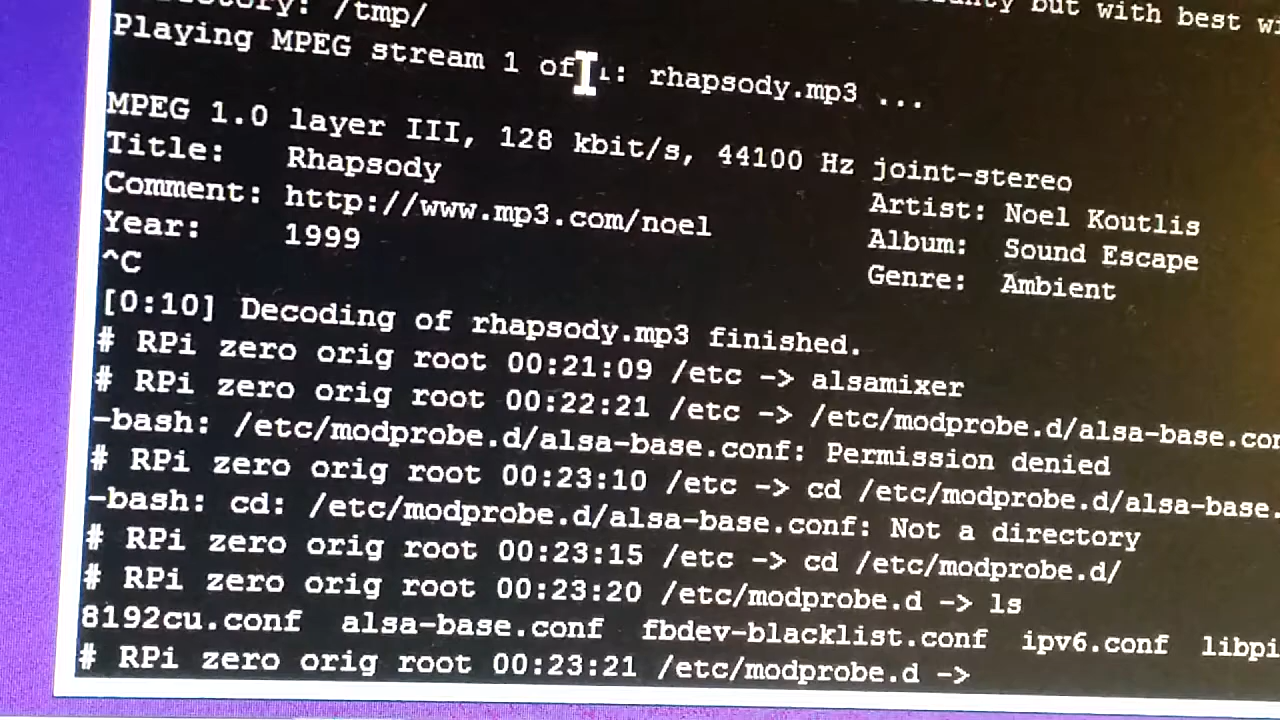 /tmp/
but with best
Playing MPEG stream 1 of 1: rhapsody.mp3 ...
MPEG 1.0 layer III, 128 kbit/s, 44100 Hz joint-stereo
Title: Rhapsody Artist: Noel Koutlis
Comment: http://www.mp3.com/noel Album: Sound Escape
Year: 1999 Genre: Ambient
^C
[0:10] Decoding of rhapsody.mp3 finished.
# RPi zero orig root 00:21:09 /etc -> alsamixer
# RPi zero orig root 00:22:21 /etc -> /etc/modprobe.d/alsa-base.con
-bash: /etc/modprobe.d/alsa-base.conf: Permission denied
# RPi zero orig root 00:23:10 /etc -> cd /etc/modprobe.d/alsa-base.
-bash: cd: /etc/modprobe.d/alsa-base.conf: Not a directory
# RPi zero orig root 00:23:15 /etc -> cd /etc/modprobe.d/
# RPi zero orig root 00:23:20 /etc/modprobe.d -> ls
8192cu.conf alsa-base.conf fbdev-blacklist.conf ipv6.conf libpi
# RPi zero orig root 00:23:21 /etc/modprobe.d ->